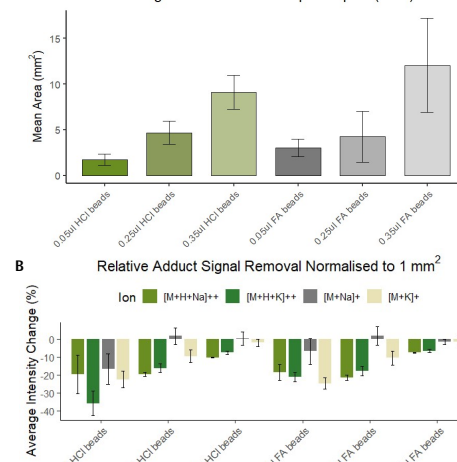 15
10
5
0
Mean Area (mm2)
0.05ul HCl beads
0.25ul HCl beads
0.35ul HCl beads
0.05ul FA beads
0.25ul FA beads
0.35ul FA beads
B
Relative Adduct Signal Removal Normalised to 1 mm2
Ion [M+H+Na]++ [M+H+K]++ [M+Na]+ [M+K]+
Average Intensity Change (%)
0
-10
-20
-30
-40
HCl beads
HCl beads
HCl beads
FA beads
FA beads
FA beads